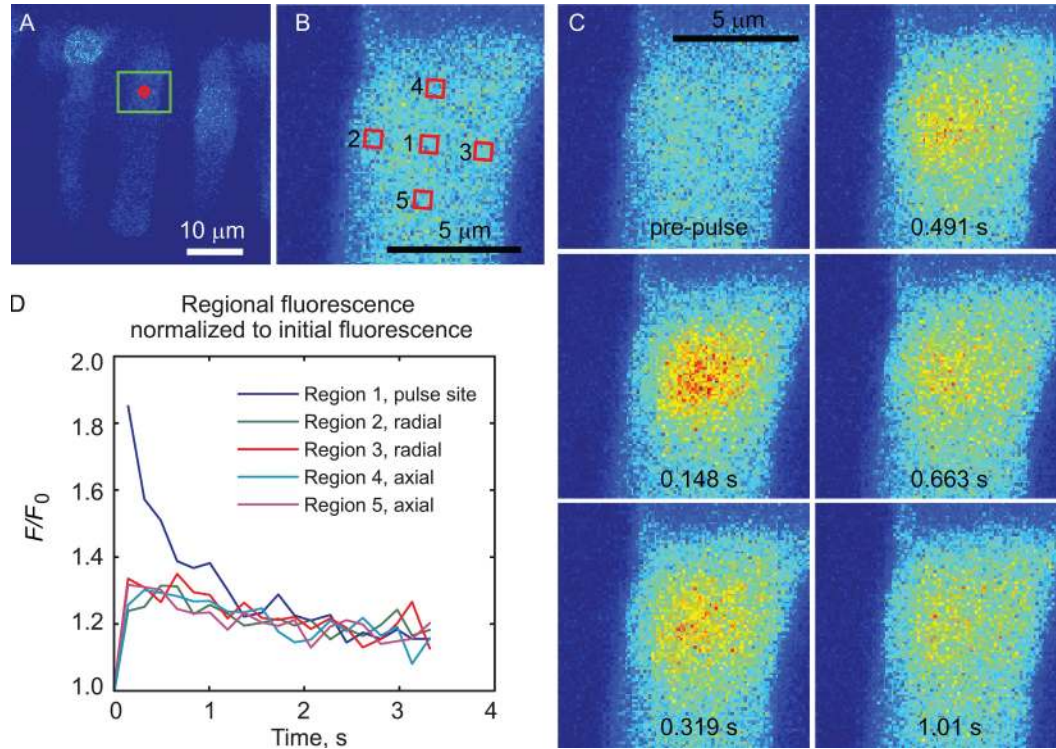 A
10 μm
B
4
2
1
3
5
5 μm
C
5 μm
pre-pulse
0.491 s
0.148 s
0.663 s
0.319 s
1.01 s
D
Regional fluorescence
normalized to initial fluorescence
2.0
1.8
1.6
1.4
1.2
1.0
F/F0
Region 1, pulse site
Region 2, radial
Region 3, radial
Region 4, axial
Region 5, axial
0
1
2
3
4
Time, s